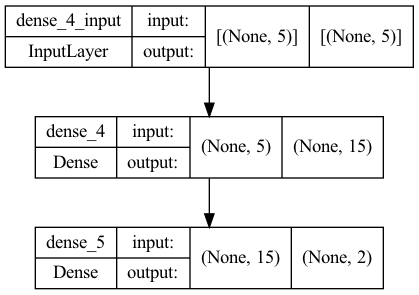 dense_4_input input: [(None, 5)] [(None, 5)]
InputLayer output:
dense_4 input: (None, 5) (None, 15)
Dense output:
dense_5 input: (None, 15) (None, 2)
Dense output: